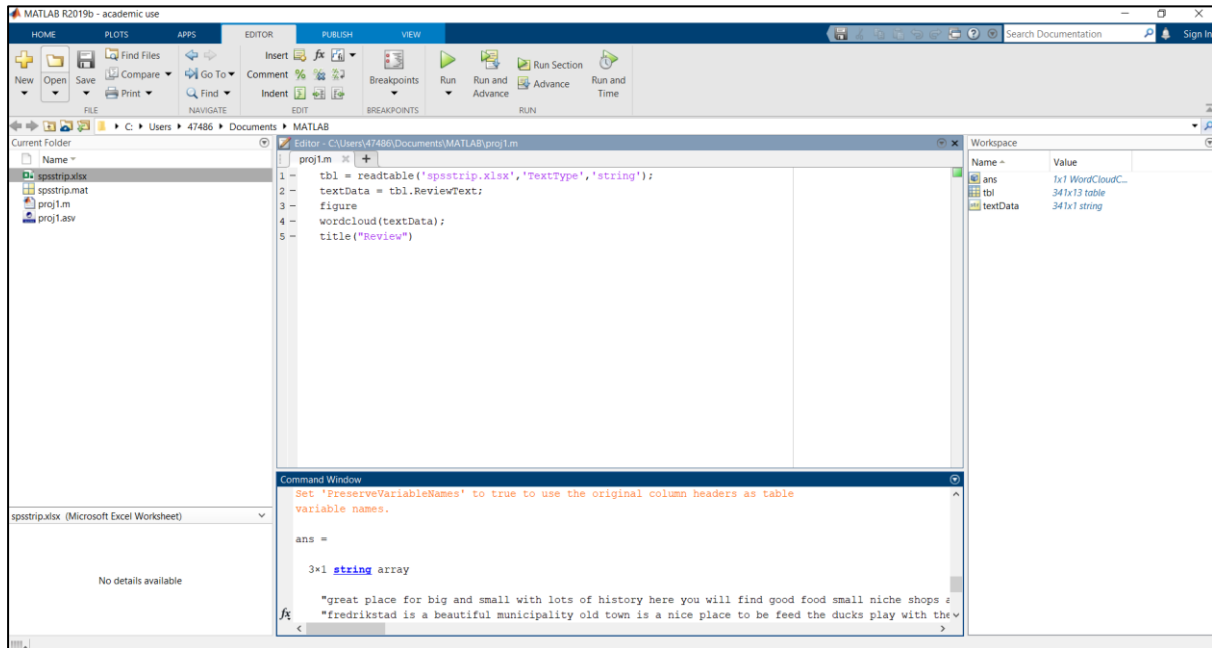 MATLAB R2019b - academic use
HOME PLOTS APPS EDITOR PUBLISH VIEW
Search Documentation
Sign In
New Open Save
Find Files
Compare
Print
Go To
Find
Insert
Comment
Indent
fx
Breakpoints
Run
Run and
Advance
Run Section
Advance
Run and
Time
FILE NAVIGATE EDIT BREAKPOINTS RUN
C: Users 47486 Documents MATLAB
Current Folder
Name
spsstrip.xlsx
spsstrip.mat
proj1.m
proj1.asv
spsstrip.xlsx (Microsoft Excel Worksheet)
No details available
Editor - C:\Users\47486\Documents\MATLAB\proj1.m
proj1.m
1 - tbl = readtable('spsstrip.xlsx','TextType','string');
2 - textData = tbl.ReviewText;
3 - figure
4 - wordcloud(textData);
5 - title("Review")
Command Window
Set 'PreserveVariableNames' to true to use the original column headers as table
variable names.
ans =
3×1 string array
"great place for big and small with lots of history here you will find good food small niche shops
fx
"fredrikstad is a beautiful municipality old town is a nice place to be feed the ducks play with the
Workspace
Name Value
ans 1x1 WordCloudC...
tbl 341x13 table
textData 341x1 string